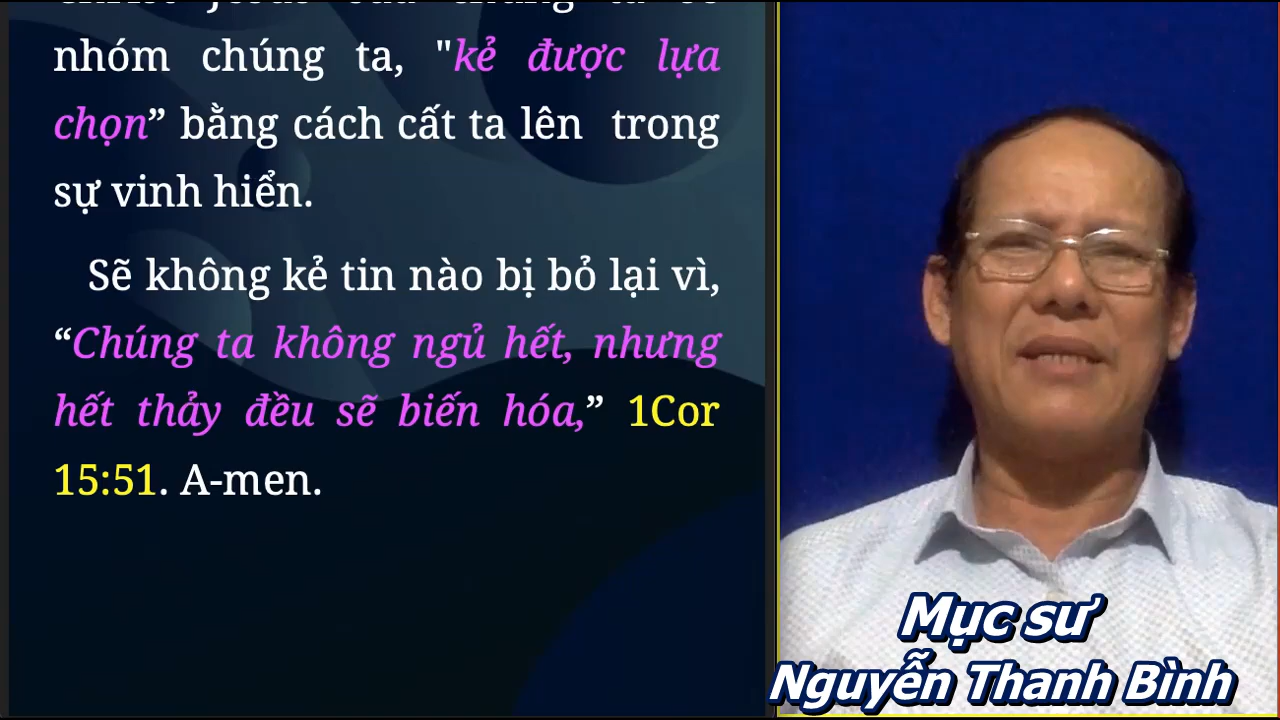 nhóm chúng ta, "kẻ được lựa
chọn” bằng cách cất ta lên trong
sự vinh hiển.
Sẽ không kẻ tin nào bị bỏ lại vì,
“Chúng ta không ngủ hết, nhưng
hết thảy đều sẽ biến hóa,” 1Cor
15:51. A-men.
Mục sư
Nguyễn Thanh Bình